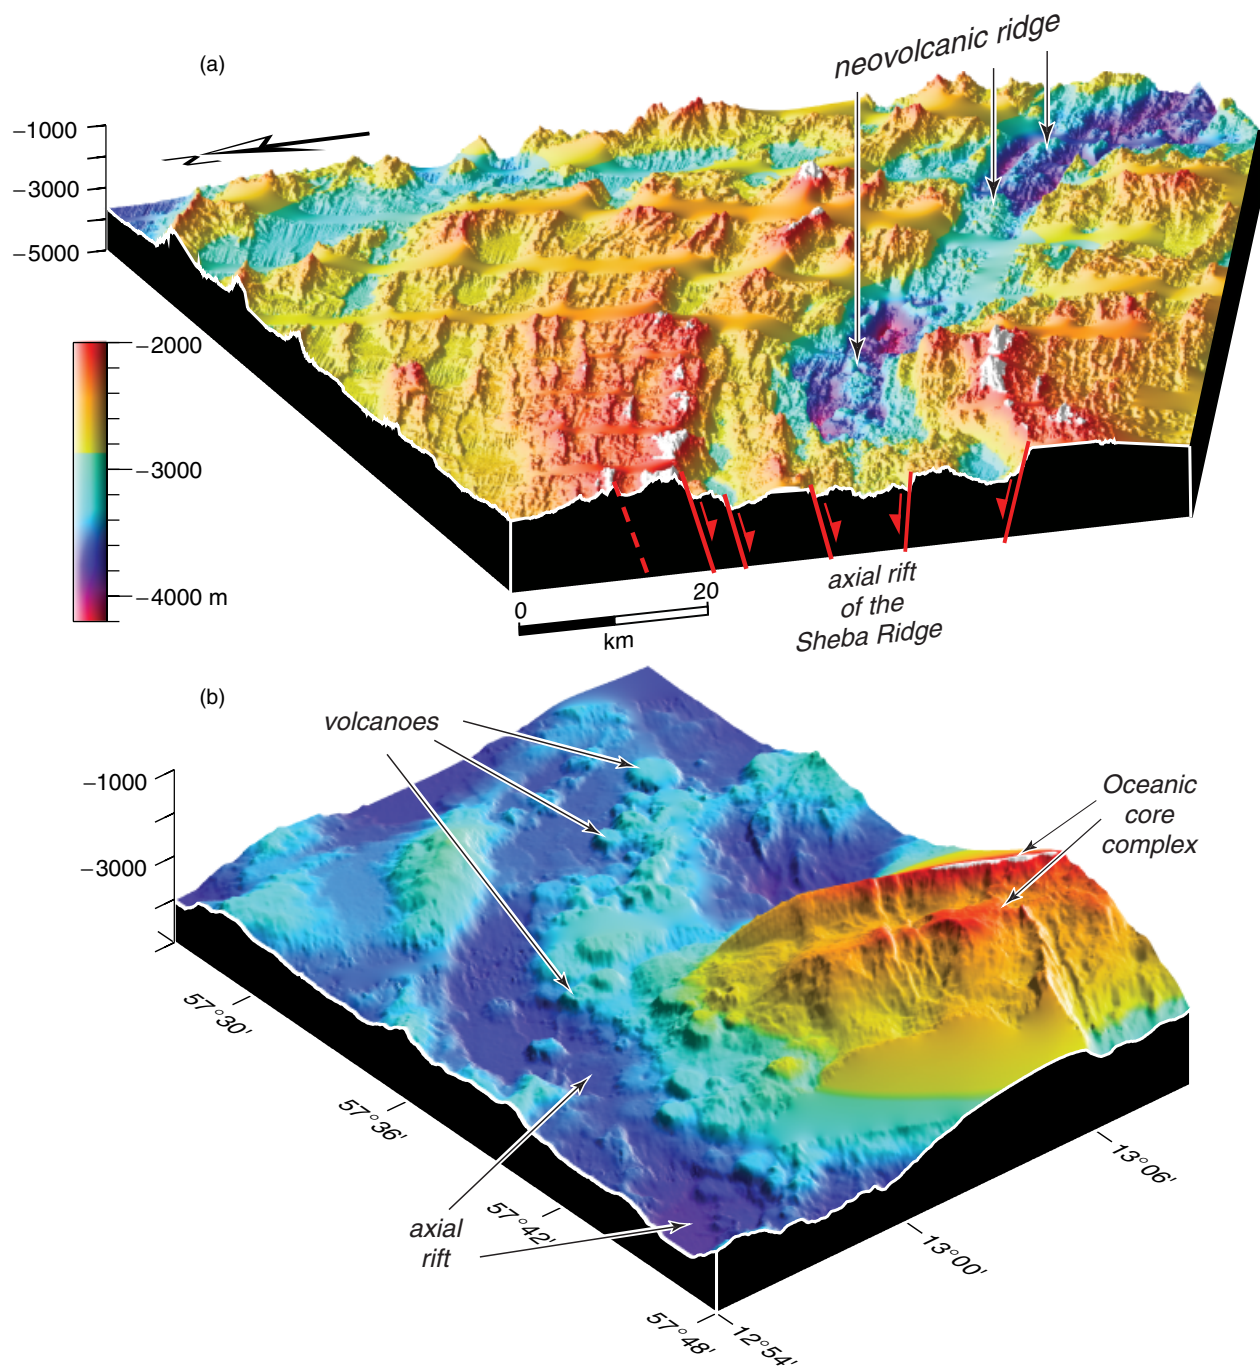 (a)
neovolcanic ridge
−1000
−3000
−5000
N
−2000
−3000
−4000 m
0
20
km
axial rift
of the
Sheba Ridge
(b)
volcanoes
−1000
−3000
Oceanic
core
complex
57°30'
57°36'
57°42'
57°48'
12°54'
13°00'
13°06'
axial
rift